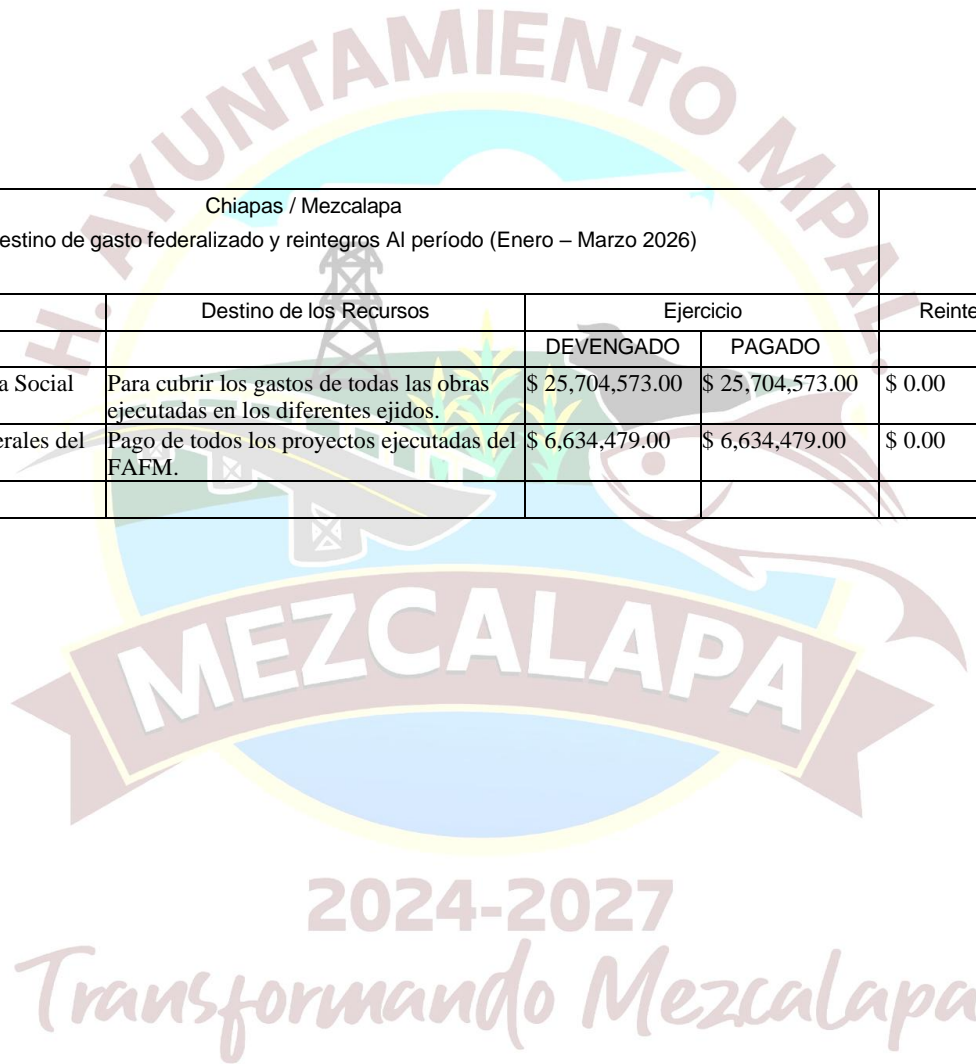 H. AYUNTAMIENTO MPAL.
Chiapas / Mezcalapa
estino de gasto federalizado y reintegros Al período (Enero – Marzo 2026)
Destino de los Recursos Ejercicio Reinte
DEVENGADO PAGADO
a Social Para cubrir los gastos de todas las obras $ 25,704,573.00 $ 25,704,573.00 $ 0.00
ejecutadas en los diferentes ejidos.
erales del Pago de todos los proyectos ejecutadas del $ 6,634,479.00 $ 6,634,479.00 $ 0.00
FAFM.
MEZCALAPA
2024-2027
Transformando Mezcalapa